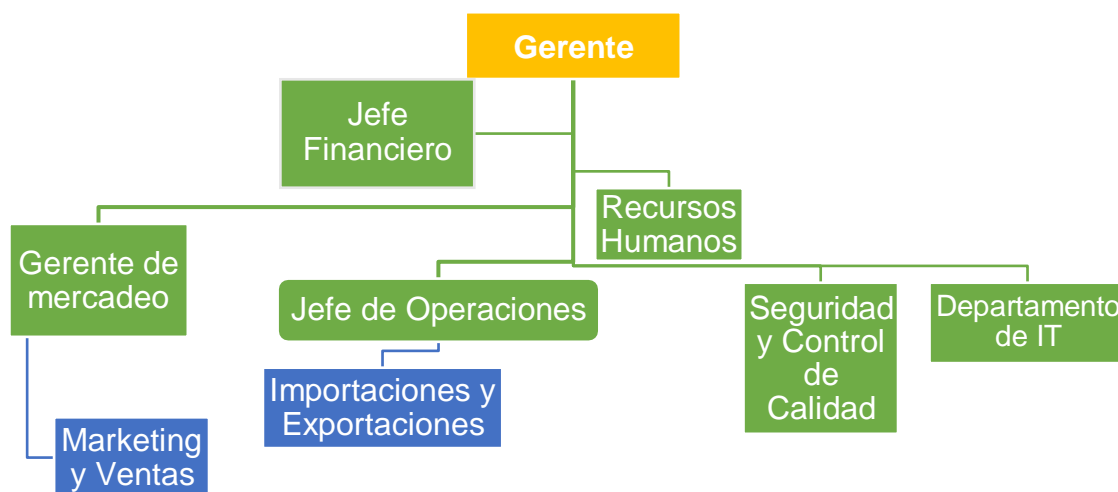 Gerente
Jefe
Financiero
Recursos
Humanos
Gerente de
mercadeo
Jefe de Operaciones
Seguridad
y Control
de
Calidad
Departamento
de IT
Importaciones y
Exportaciones
Marketing
y Ventas